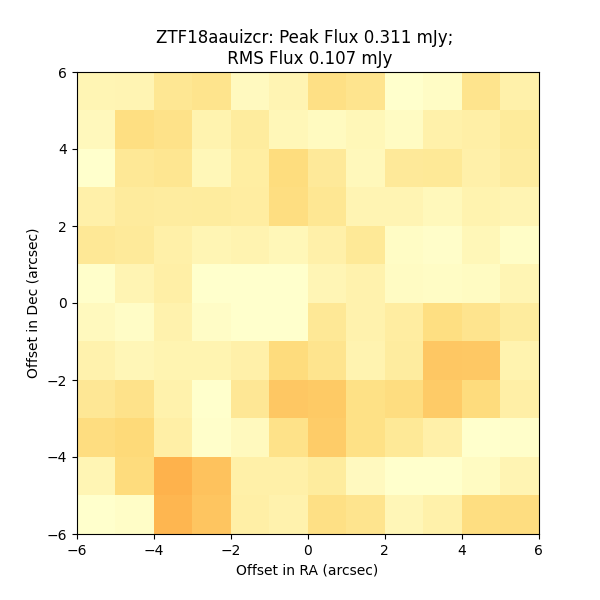 ZTF18aauizcr: Peak Flux 0.311 mJy;
RMS Flux 0.107 mJy
6
4
2
0
−2
−4
−6
Offset in Dec (arcsec)
−6 −4 −2 0 2 4 6
Offset in RA (arcsec)